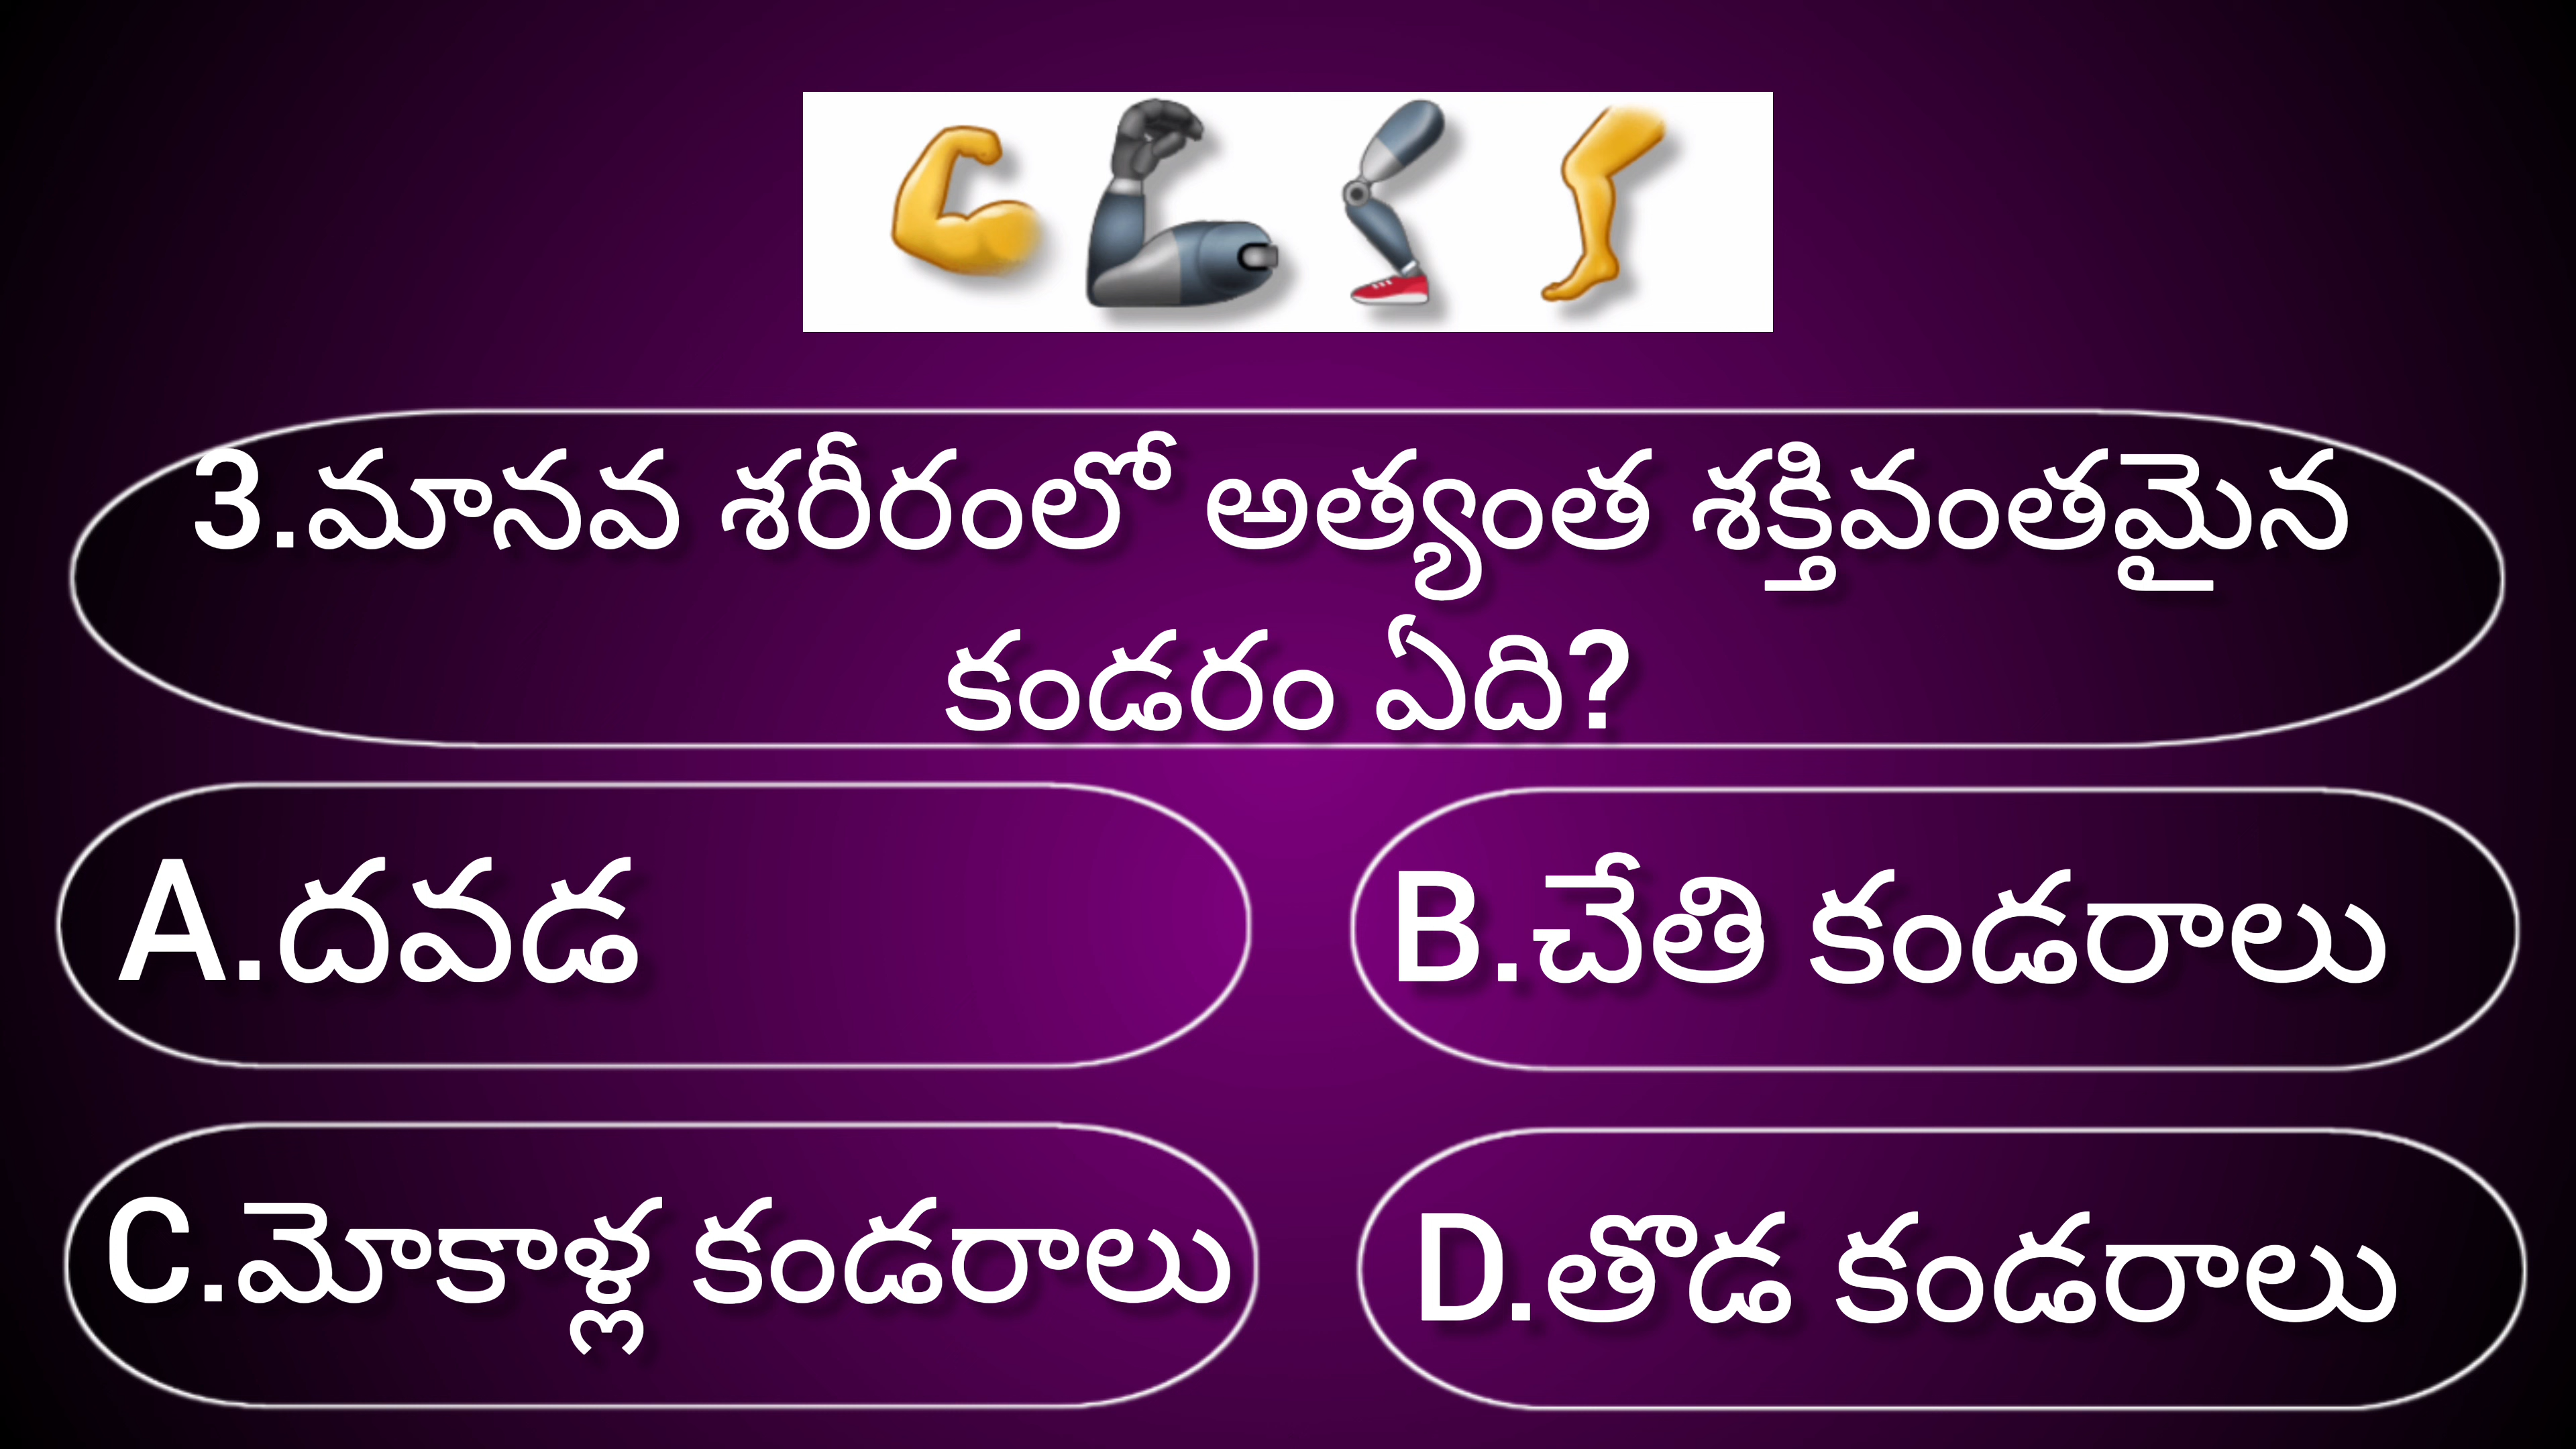 3.మానవ శరీరంలో అత్యంత శక్తివంతమైన
కండరం ఏది?
A.దవడ
B.చేతి కండరాలు
C.మోకాళ్ల కండరాలు
D.తొడ కండరాలు